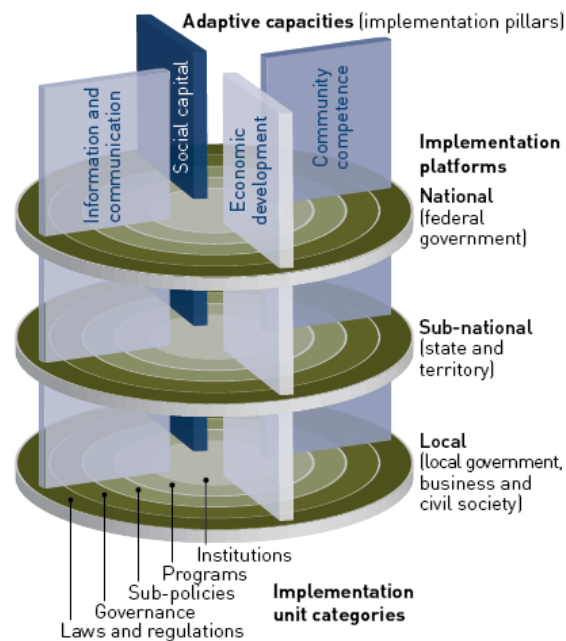 Adaptive capacities (implementation pillars)
Information and
communication
Social capital
Economic
development
Community
competence
Implementation
platforms
National
(federal
government)
Sub-national
(state and
territory)
Local
(local government,
business and
civil society)
Institutions
Programs
Sub-policies
Governance
Laws and regulations
Implementation
unit categories